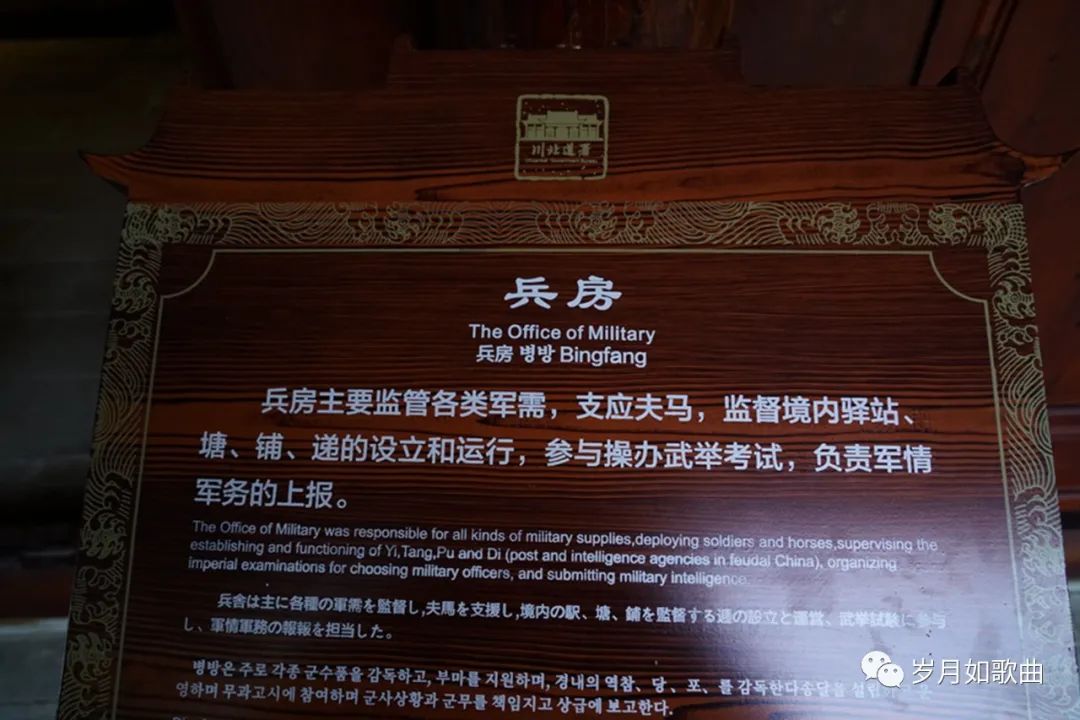 川北道署
兵房
The Office of Military
兵房 병방 Bingfang
兵房主要监管各类军需，支应夫马，监督境内驿站、
塘、铺、递的设立和运行，参与操办武举考试，负责军情
军务的上报。
The Office of Military was responsible for all kinds of military supplies,deploying soldiers and horses,supervising the
establishing and functioning of Yi,Tang,Pu and Di (post and intelligence agencies in feudal China), organizing
imperial examinations for choosing military officers, and submitting military intelligence.
兵舎は主に各種の軍需を監督し,夫馬を支援し,境内の駅、塘、鋪を監督する逓の設立と運営、武挙試験に参与
し、軍情軍務の報報を担当した。
병방은 주로 각종 군수품을 감독하고, 부마를 지원하며, 경내의 역참、당、포、를 감독한다송달을 설립
영하며 무과고시에 참여하며 군사상황과 군무를 책임지고 상급에 보고한다.
岁月如歌曲